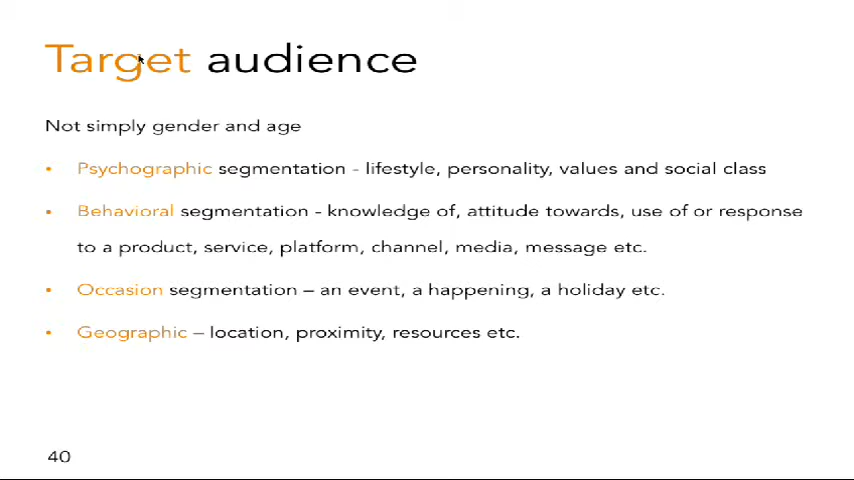 Target audience
Not simply gender and age
• Psychographic segmentation - lifestyle, personality, values and social class
• Behavioral segmentation - knowledge of, attitude towards, use of or response
to a product, service, platform, channel, media, message etc.
• Occasion segmentation – an event, a happening, a holiday etc.
• Geographic – location, proximity, resources etc.
40